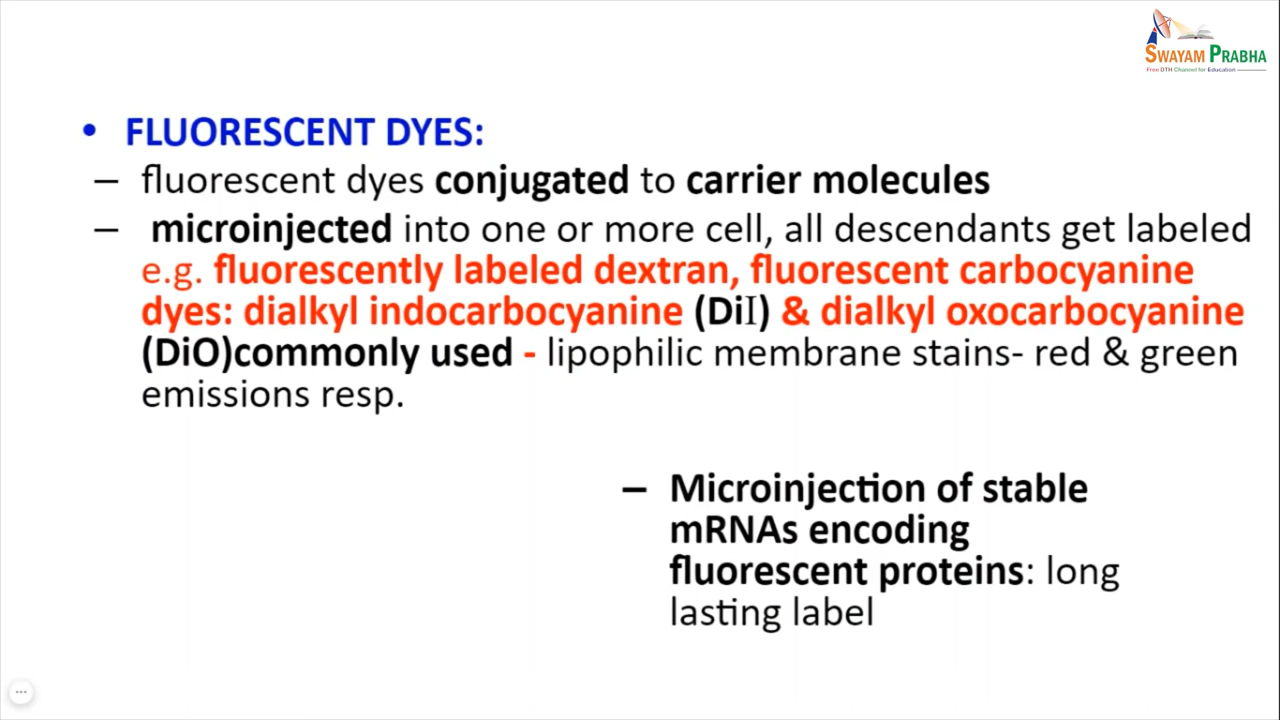 SWAYAM PRABHA
Free DTH Channel for Education
• FLUORESCENT DYES:
– fluorescent dyes conjugated to carrier molecules
– microinjected into one or more cell, all descendants get labeled
e.g. fluorescently labeled dextran, fluorescent carbocyanine
dyes: dialkyl indocarbocyanine (DiI) & dialkyl oxocarbocyanine
(DiO)commonly used - lipophilic membrane stains- red & green
emissions resp.
– Microinjection of stable
mRNAs encoding
fluorescent proteins: long
lasting label